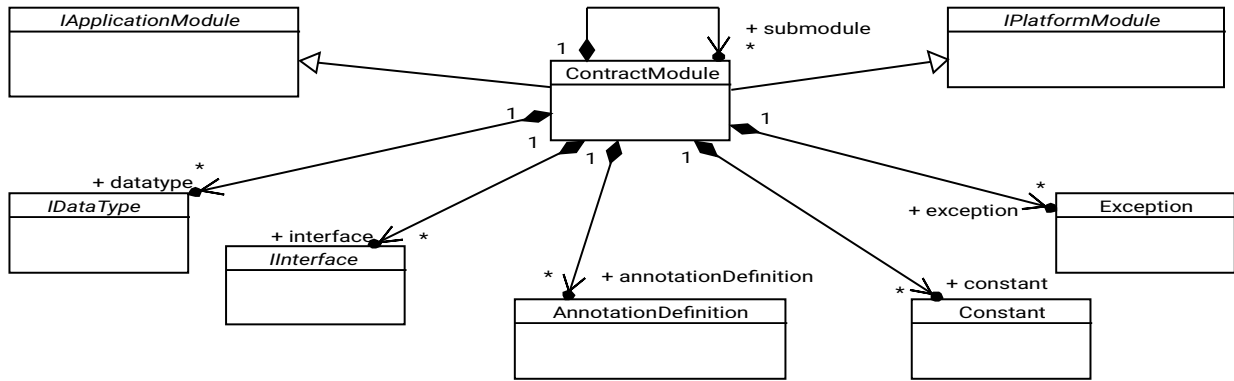 IApplicationModule
IPlatformModule
1
+ submodule
*
ContractModule
1
1
1
1
1
*
+ datatype
IDataType
+ interface
*
IInterface
*
+ annotationDefinition
AnnotationDefinition
*
+ constant
Constant
*
+ exception
Exception